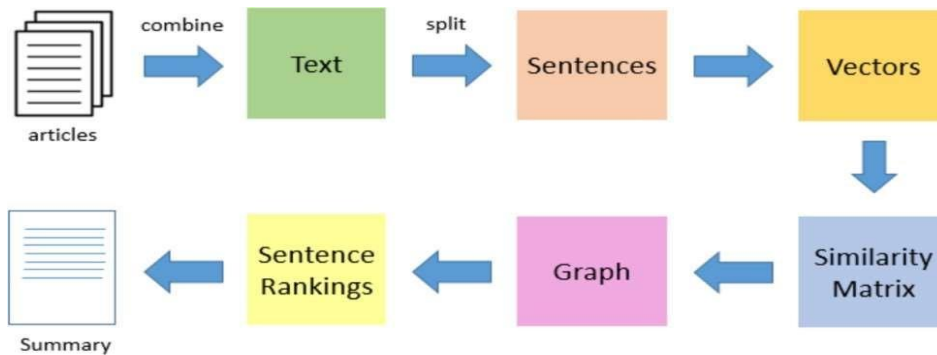 combine
split
Text
Sentences
Vectors
articles
Similarity
Matrix
Graph
Sentence
Rankings
Summary